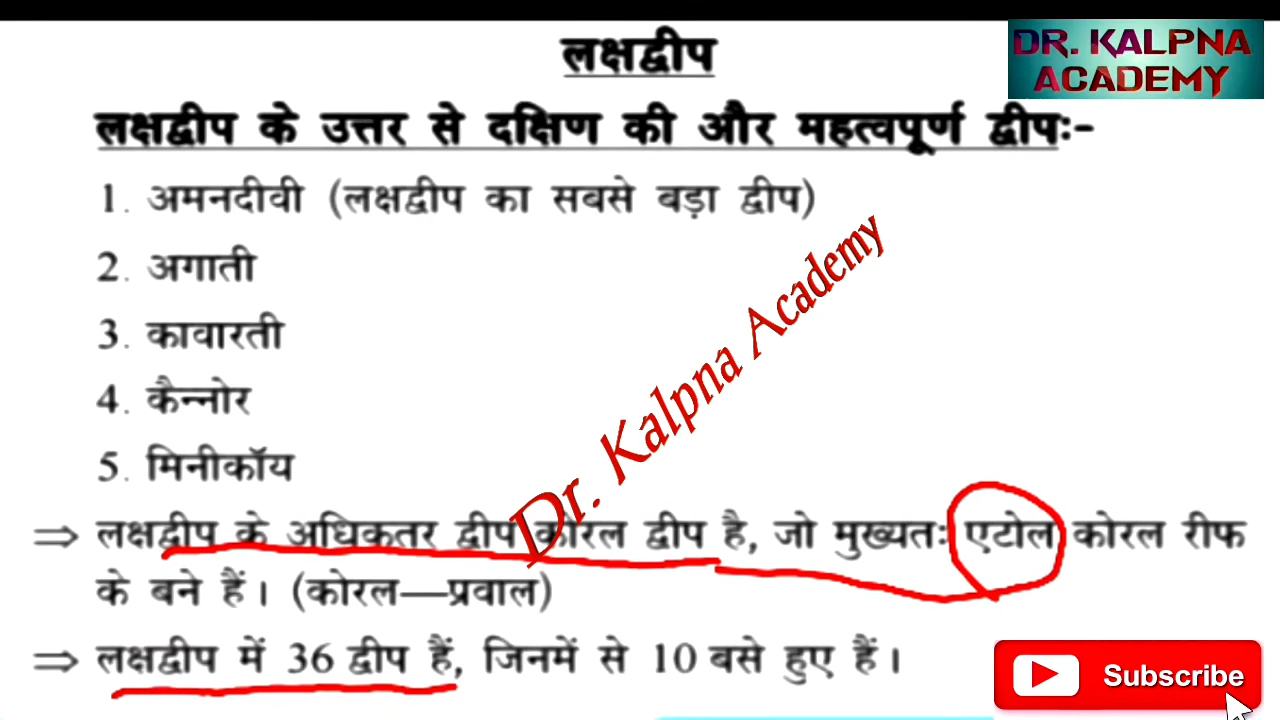 लक्षद्वीप
DR. KALPNA
ACADEMY
लक्षद्वीप के उत्तर से दक्षिण की और महत्वपूर्ण द्वीपः-
1. अमनदीवी (लक्षद्वीप का सबसे बड़ा द्वीप)
2. अगाती
3. कावारती
4. कैन्नोर
5. मिनीकॉय
Dr. Kalpna Academy
⇒ लक्षद्वीप के अधिकतर द्वीप कोरल द्वीप है, जो मुख्यतः एटोल कोरल रीफ
के बने हैं। (कोरल—प्रवाल)
⇒ लक्षद्वीप में 36 द्वीप हैं, जिनमें से 10 बसे हुए हैं।
Subscribe